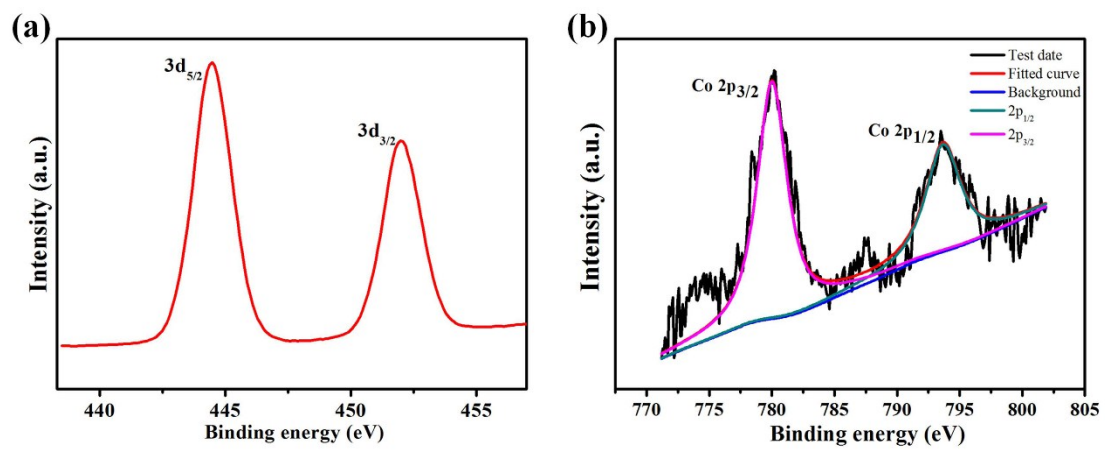 (a)
3d5/2
3d3/2
Intensity (a.u.)
440 445 450 455
Binding energy (eV)
(b)
Test date
Fitted curve
Background
2p1/2
2p3/2
Co 2p3/2
Co 2p1/2
Intensity (a.u.)
770 775 780 785 790 795 800 805
Binding energy (eV)